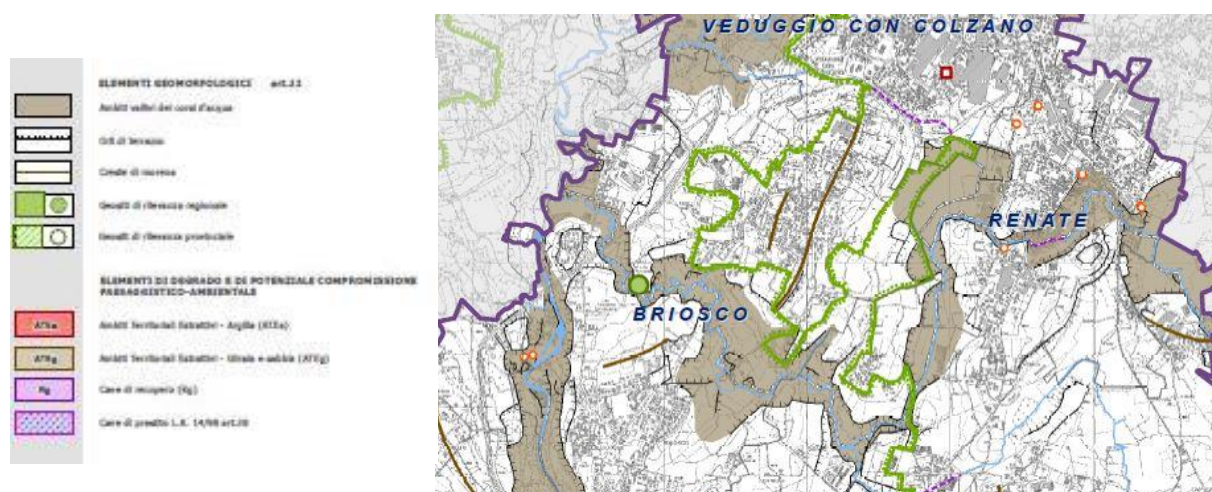 ELEMENTI GEOMORFOLOGICI art.11
Ambiti vallivi dei corsi d'acqua
Orli di terrazzo
Creste di morena
Geositi di rilevanza regionale
Geositi di rilevanza provinciale
ELEMENTI DI DEGRADO E DI POTENZIALE COMPROMISSIONE
PAESAGGISTICO-AMBIENTALE
ATEa Ambiti Territoriali Estrattivi - Argilla (ATEa)
ATEg Ambiti Territoriali Estrattivi - Ghiaia e sabbia (ATEg)
Rg Cave di recupero (Rg)
Cave di prestito L.R. 14/98 art.38
VEDUGGIO CON COLZANO
RENATE
BRIOSCO